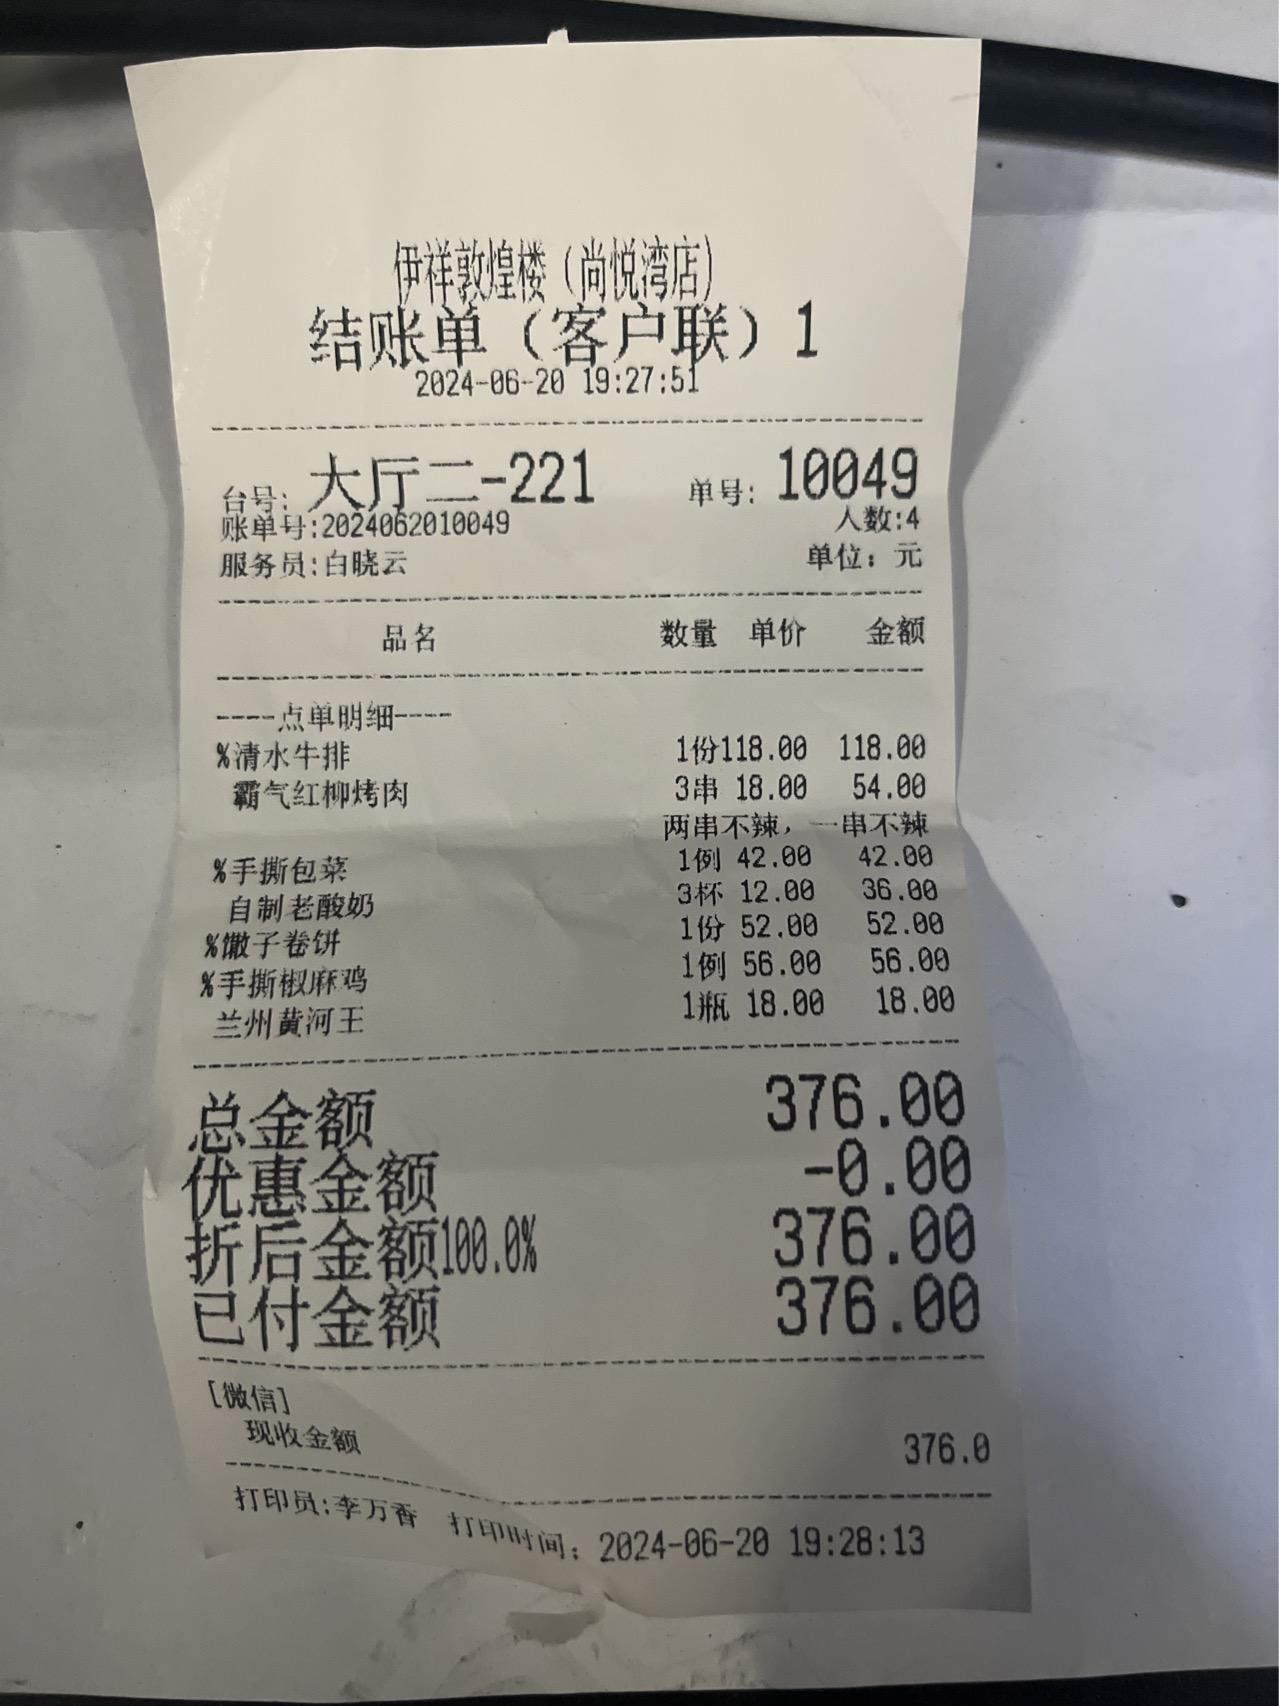 伊祥敦煌楼（尚悦湾店）
结账单（客户联）1
2024-06-20 19:27:51
台号: 大厅二-221 单号: 10049
账单号:2024062010049 人数:4
服务员:白晓云 单位: 元
品名 数量 单价 金额
----点单明细----
%清水牛排 1份118.00 118.00
霸气红柳烤肉 3串 18.00 54.00
两串不辣，一串不辣
%手撕包菜 1例 42.00 42.00
自制老酸奶 3杯 12.00 36.00
%馓子卷饼 1份 52.00 52.00
%手撕椒麻鸡 1例 56.00 56.00
兰州黄河王 1瓶 18.00 18.00
总金额 376.00
优惠金额 -0.00
折后金额100.0% 376.00
已付金额 376.00
[微信]
现收金额 376.0
打印员:李万香 打印时间: 2024-06-20 19:28:13